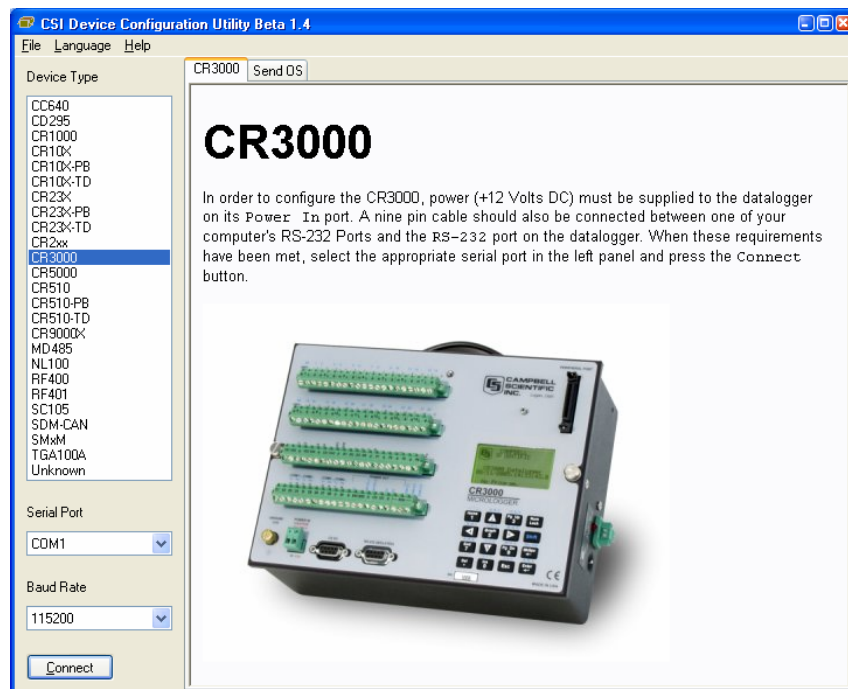 CSI Device Configuration Utility Beta 1.4
File Language Help
Device Type
CC640
CD295
CR1000
CR10X
CR10X-PB
CR10X-TD
CR23X
CR23X-PB
CR23X-TD
CR2xx
CR3000
CR5000
CR510
CR510-PB
CR510-TD
CR9000X
MD485
NL100
RF400
RF401
SC105
SDM-CAN
SMxM
TGA100A
Unknown
Serial Port
COM1
Baud Rate
115200
Connect
CR3000 Send OS
CR3000
In order to configure the CR3000, power (+12 Volts DC) must be supplied to the datalogger
on its Power In port. A nine pin cable should also be connected between one of your
computer's RS-232 Ports and the RS-232 port on the datalogger. When these requirements
have been met, select the appropriate serial port in the left panel and press the Connect
button.
CAMPBELL
SCIENTIFIC
INC.
CR3000
MICROLOGGER